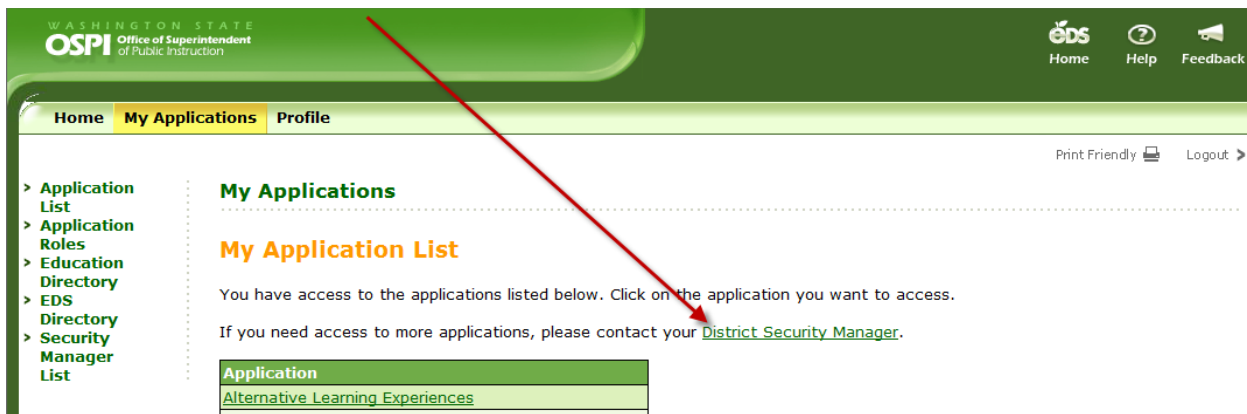 WASHINGTON STATE
OSPI Office of Superintendent
of Public Instruction
EDS
Home
Help
Feedback
Home My Applications Profile
Print Friendly
Logout >
> Application
List
> Application
Roles
> Education
Directory
> EDS
Directory
> Security
Manager
List
My Applications
My Application List
You have access to the applications listed below. Click on the application you want to access.
If you need access to more applications, please contact your District Security Manager.
Application
Alternative Learning Experiences